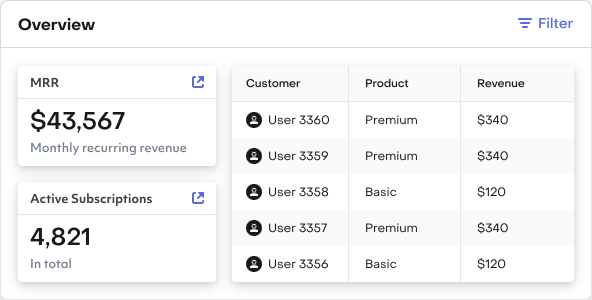 Overview
Filter
MRR
$43,567
Monthly recurring revenue
Active Subscriptions
4,821
In total
Customer Product Revenue
User 3360 Premium $340
User 3359 Premium $340
User 3358 Basic $120
User 3357 Premium $340
User 3356 Basic $120